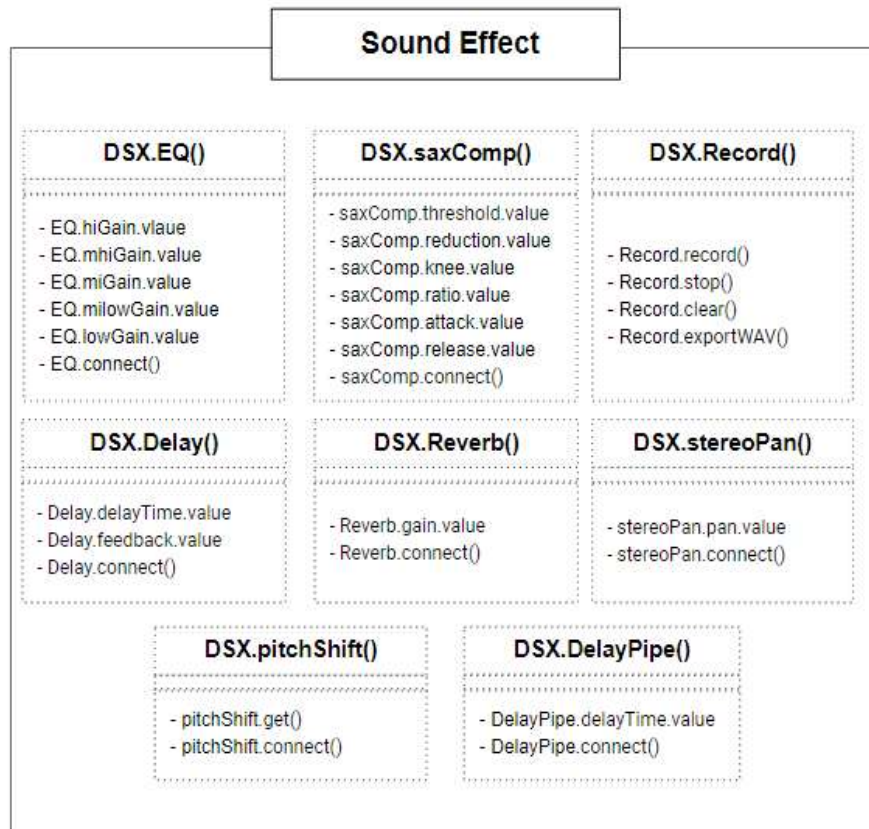 Sound Effect
DSX.EQ()
- EQ.hiGain.vlaue
- EQ.mhiGain.value
- EQ.miGain.value
- EQ.milowGain.value
- EQ.lowGain.value
- EQ.connect()
DSX.saxComp()
- saxComp.threshold.value
- saxComp.reduction.value
- saxComp.knee.value
- saxComp.ratio.value
- saxComp.attack.value
- saxComp.release.value
- saxComp.connect()
DSX.Record()
- Record.record()
- Record.stop()
- Record.clear()
- Record.exportWAV()
DSX.Delay()
- Delay.delayTime.value
- Delay.feedback.value
- Delay.connect()
DSX.Reverb()
- Reverb.gain.value
- Reverb.connect()
DSX.stereoPan()
- stereoPan.pan.value
- stereoPan.connect()
DSX.pitchShift()
- pitchShift.get()
- pitchShift.connect()
DSX.DelayPipe()
- DelayPipe.delayTime.value
- DelayPipe.connect()